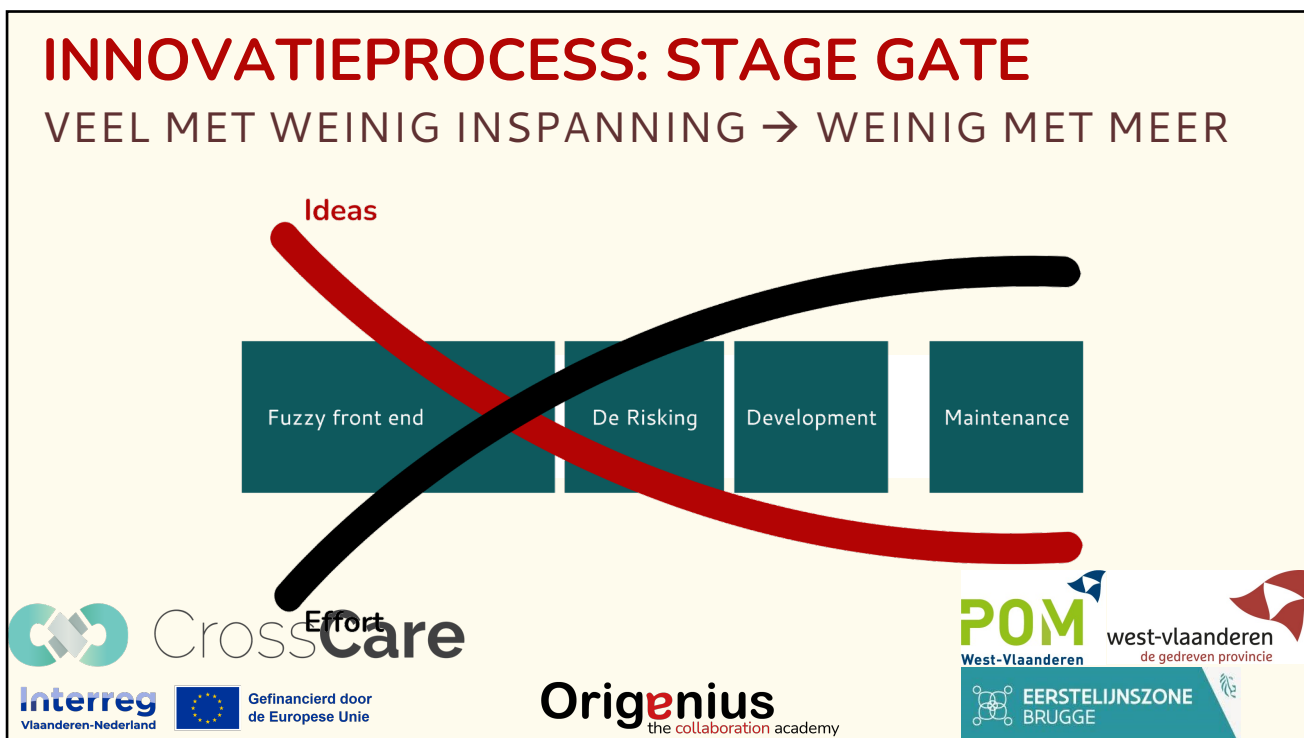 INNOVATIEPROCESS: STAGE GATE
VEEL MET WEINIG INSPANNING → WEINIG MET MEER
Ideas
Fuzzy front end
De Risking
Development
Maintenance
Effort
CrossCare
Interreg
Vlaanderen-Nederland
Gefinancierd door
de Europese Unie
Origenius
the collaboration academy
POM
West-Vlaanderen
west-vlaanderen
de gedreven provincie
EERSTELIJNSZONE
BRUGGE